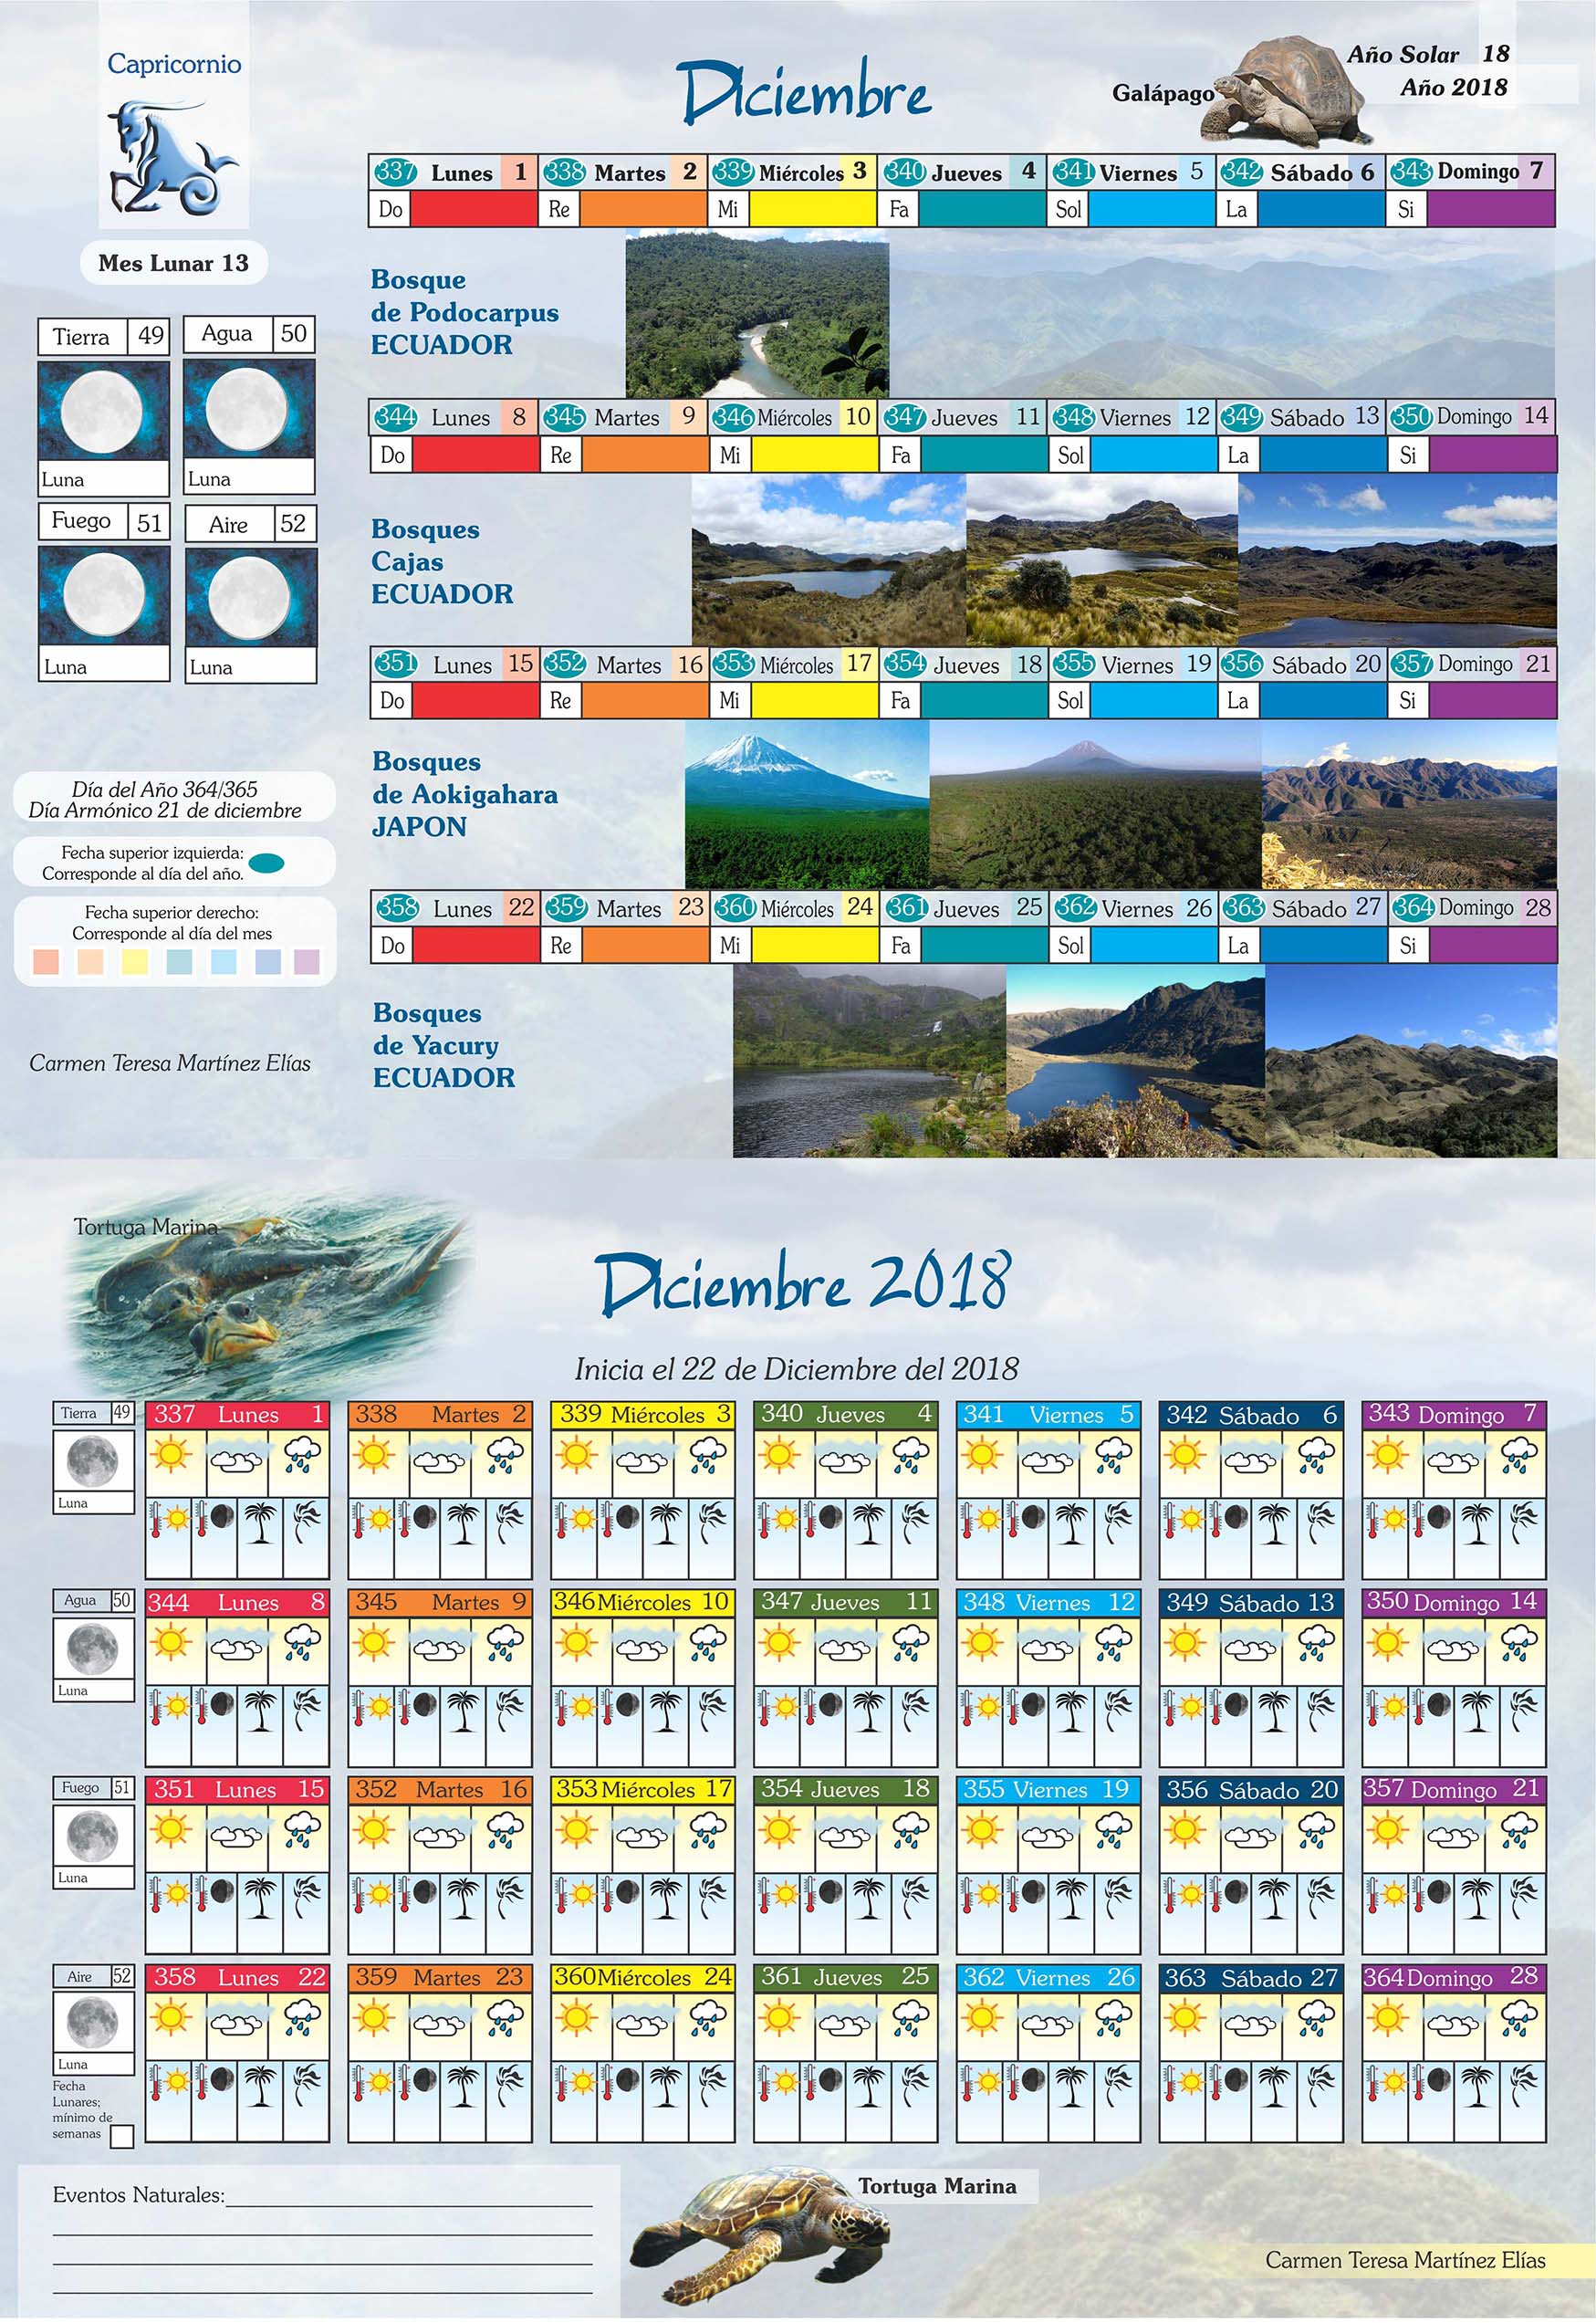 Capricornio
Diciembre
Galápago
Año Solar 18
Año 2018
337 Lunes 1 338 Martes 2 339 Miércoles 3 340 Jueves 4 341 Viernes 5 342 Sábado 6 343 Domingo 7
Do Re Mi Fa Sol La Si
Mes Lunar 13
Bosque
de Podocarpus
ECUADOR
Tierra 49 Agua 50
Luna Luna
344 Lunes 8 345 Martes 9 346 Miércoles 10 347 Jueves 11 348 Viernes 12 349 Sábado 13 350 Domingo 14
Do Re Mi Fa Sol La Si
Fuego 51 Aire 52
Luna Luna
Bosques
Cajas
ECUADOR
351 Lunes 15 352 Martes 16 353 Miércoles 17 354 Jueves 18 355 Viernes 19 356 Sábado 20 357 Domingo 21
Do Re Mi Fa Sol La Si
Bosques
de Aokigahara
JAPON
Día del Año 364/365
Día Armónico 21 de diciembre
Fecha superior izquierda:
Corresponde al día del año.
Fecha superior derecho:
Corresponde al día del mes
358 Lunes 22 359 Martes 23 360 Miércoles 24 361 Jueves 25 362 Viernes 26 363 Sábado 27 364 Domingo 28
Do Re Mi Fa Sol La Si
Bosques
de Yacury
ECUADOR
Carmen Teresa Martínez Elías
Tortuga Marina
Diciembre 2018
Inicia el 22 de Diciembre del 2018
Tierra 49 337 Lunes 1 338 Martes 2 339 Miércoles 3 340 Jueves 4 341 Viernes 5 342 Sábado 6 343 Domingo 7
Luna
Agua 50 344 Lunes 8 345 Martes 9 346 Miércoles 10 347 Jueves 11 348 Viernes 12 349 Sábado 13 350 Domingo 14
Luna
Fuego 51 351 Lunes 15 352 Martes 16 353 Miércoles 17 354 Jueves 18 355 Viernes 19 356 Sábado 20 357 Domingo 21
Luna
Aire 52 358 Lunes 22 359 Martes 23 360 Miércoles 24 361 Jueves 25 362 Viernes 26 363 Sábado 27 364 Domingo 28
Luna
Fecha
Lunares;
mínimo de
semanas
Eventos Naturales:
Tortuga Marina
Carmen Teresa Martínez Elías